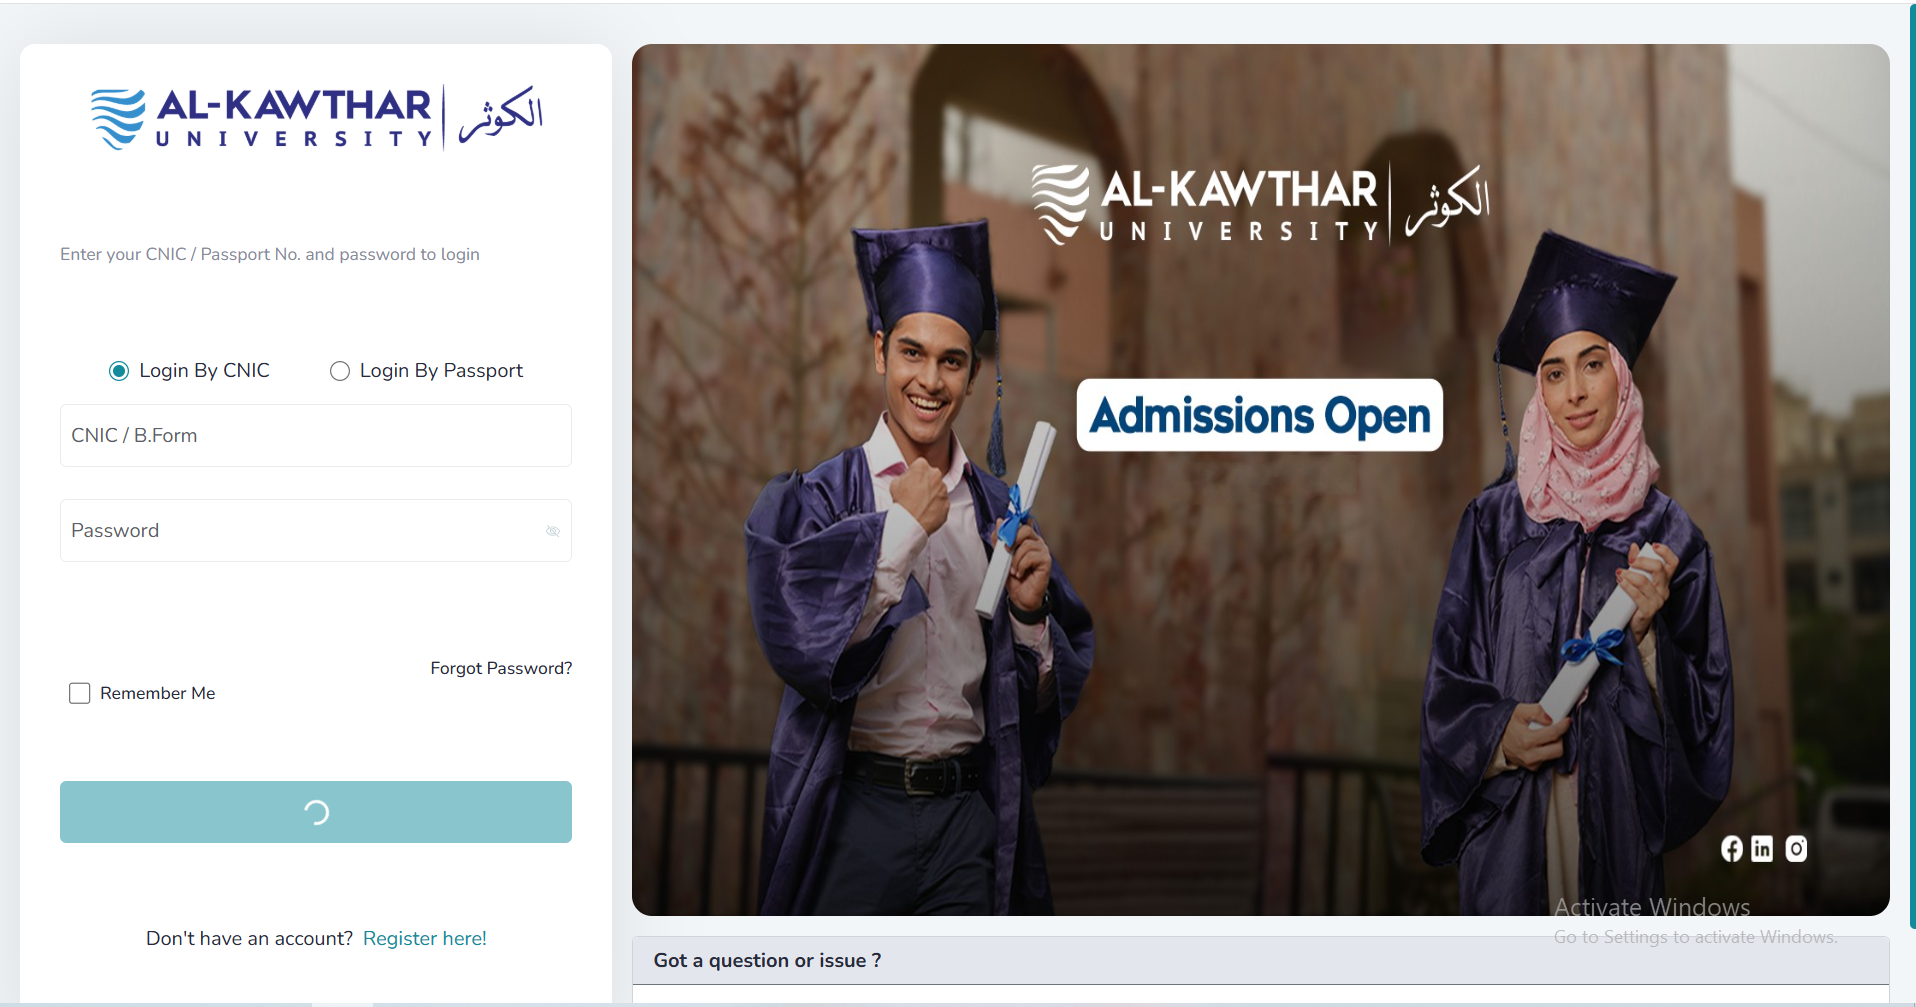 AL-KAWTHAR
UNIVERSITY
الكوثر
Enter your CNIC / Passport No. and password to login
Login By CNIC
Login By Passport
CNIC / B.Form
Password
Forgot Password?
Remember Me
Don't have an account? Register here!
AL-KAWTHAR
UNIVERSITY
الكوثر
Admissions Open
Activate Windows
Go to Settings to activate Windows.
Got a question or issue ?